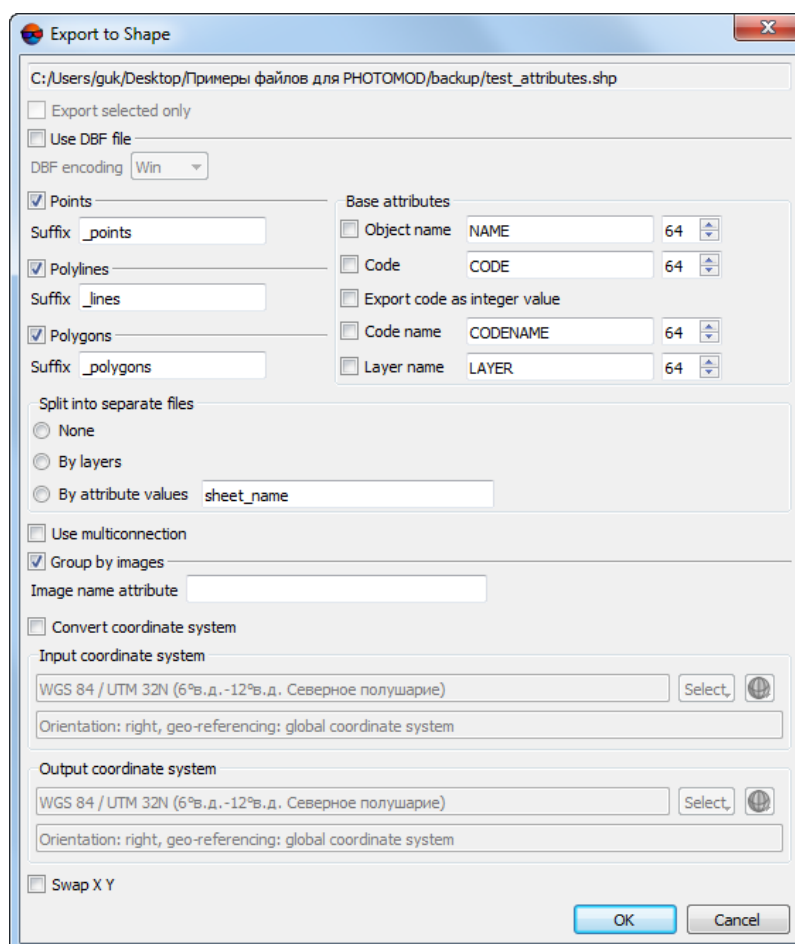 Export to Shape
C:/Users/guk/Desktop/Примеры файлов для PHOTOMOD/backup/test_attributes.shp
Export selected only
Use DBF file
DBF encoding Win
Points
Suffix _points
Polylines
Suffix _lines
Polygons
Suffix _polygons
Base attributes
Object name NAME 64
Code CODE 64
Export code as integer value
Code name CODENAME 64
Layer name LAYER 64
Split into separate files
None
By layers
By attribute values sheet_name
Use multiconnection
Group by images
Image name attribute
Convert coordinate system
Input coordinate system
WGS 84 / UTM 32N (6°в.д.-12°в.д. Северное полушарие) Select
Orientation: right, geo-referencing: global coordinate system
Output coordinate system
WGS 84 / UTM 32N (6°в.д.-12°в.д. Северное полушарие) Select
Orientation: right, geo-referencing: global coordinate system
Swap X Y
OK Cancel